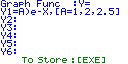 Graph Func :Y=
Y1=A)e-X,[A=1,2,2.5]
Y2:
Y3:
Y4:
Y5:
Y6:
To Store:[EXE]